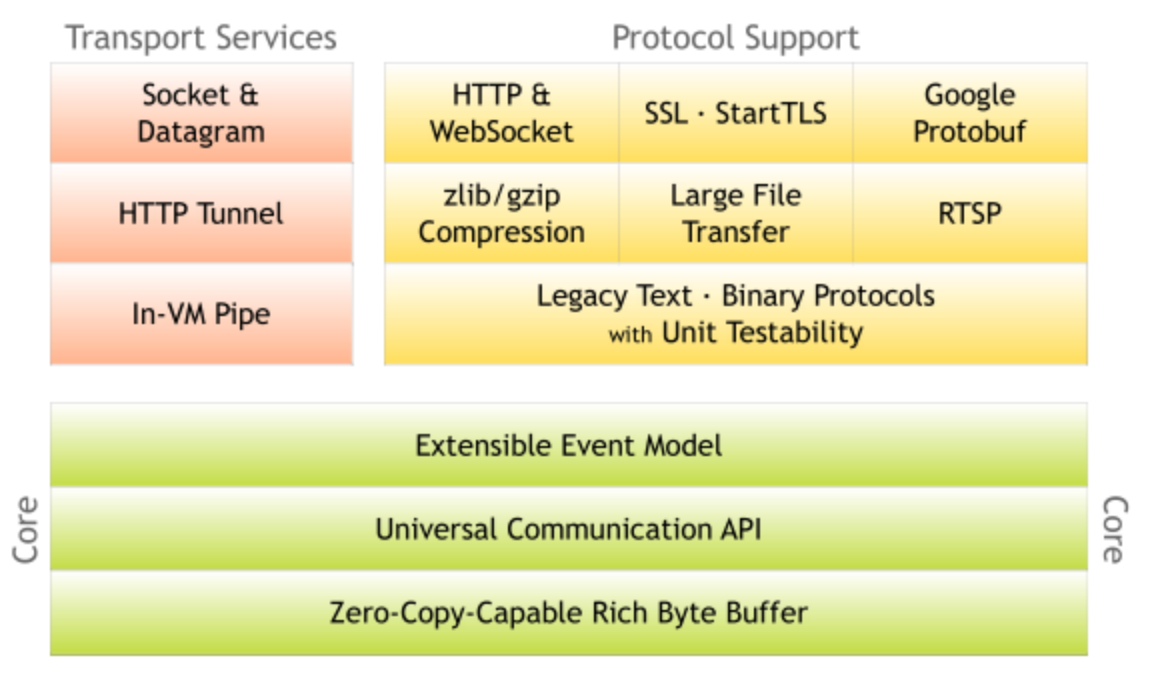 Transport Services
Socket &
Datagram
HTTP Tunnel
In-VM Pipe
Protocol Support
HTTP &
WebSocket
SSL · StartTLS
Google
Protobuf
zlib/gzip
Compression
Large File
Transfer
RTSP
Legacy Text · Binary Protocols
with Unit Testability
Core
Extensible Event Model
Universal Communication API
Zero-Copy-Capable Rich Byte Buffer
Core